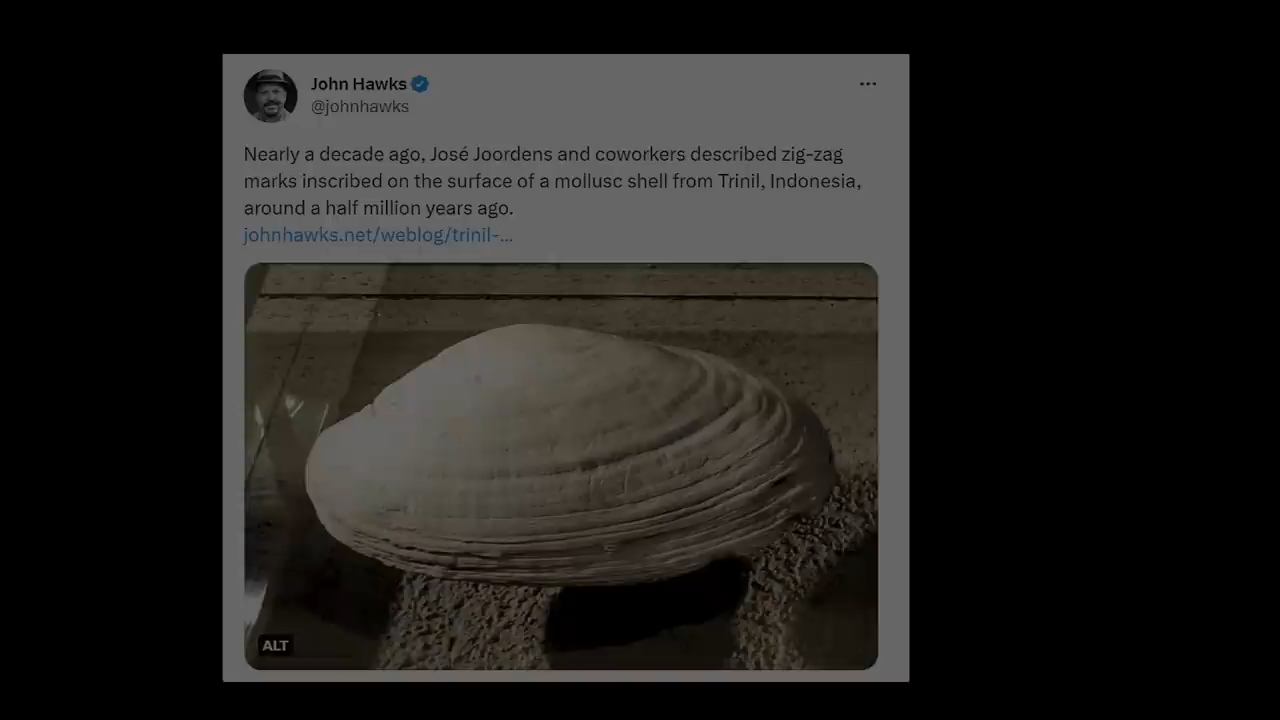 John Hawks
@johnhawks
Nearly a decade ago, José Joordens and coworkers described zig-zag
marks inscribed on the surface of a mollusc shell from Trinil, Indonesia,
around a half million years ago.
johnhawks.net/weblog/trinil-...
ALT